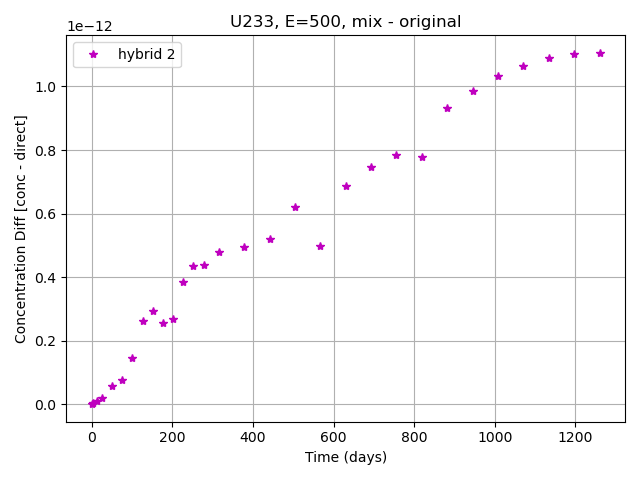 U233, E=500, mix - original
1e−12
hybrid 2
1.0
0.8
0.6
0.4
0.2
0.0
Concentration Diff [conc - direct]
0 200 400 600 800 1000 1200
Time (days)